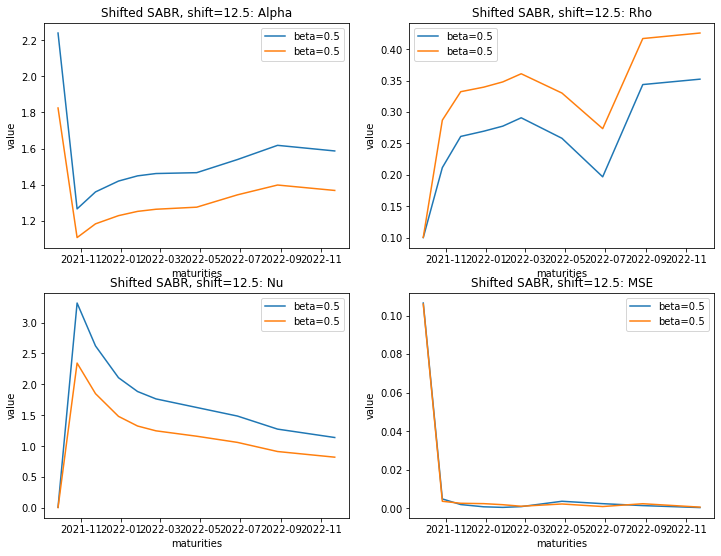 Shifted SABR, shift=12.5: Alpha
beta=0.5
beta=0.5
2.2
2.0
1.8
1.6
1.4
1.2
value
2021-11 2022-01 2022-03 2022-05 2022-07 2022-09 2022-11
maturities
Shifted SABR, shift=12.5: Rho
beta=0.5
beta=0.5
0.40
0.35
0.30
0.25
0.20
0.15
0.10
value
2021-11 2022-01 2022-03 2022-05 2022-07 2022-09 2022-11
maturities
Shifted SABR, shift=12.5: Nu
beta=0.5
beta=0.5
3.0
2.5
2.0
1.5
1.0
0.5
0.0
value
2021-11 2022-01 2022-03 2022-05 2022-07 2022-09 2022-11
maturities
Shifted SABR, shift=12.5: MSE
beta=0.5
beta=0.5
0.10
0.08
0.06
0.04
0.02
0.00
value
2021-11 2022-01 2022-03 2022-05 2022-07 2022-09 2022-11
maturities